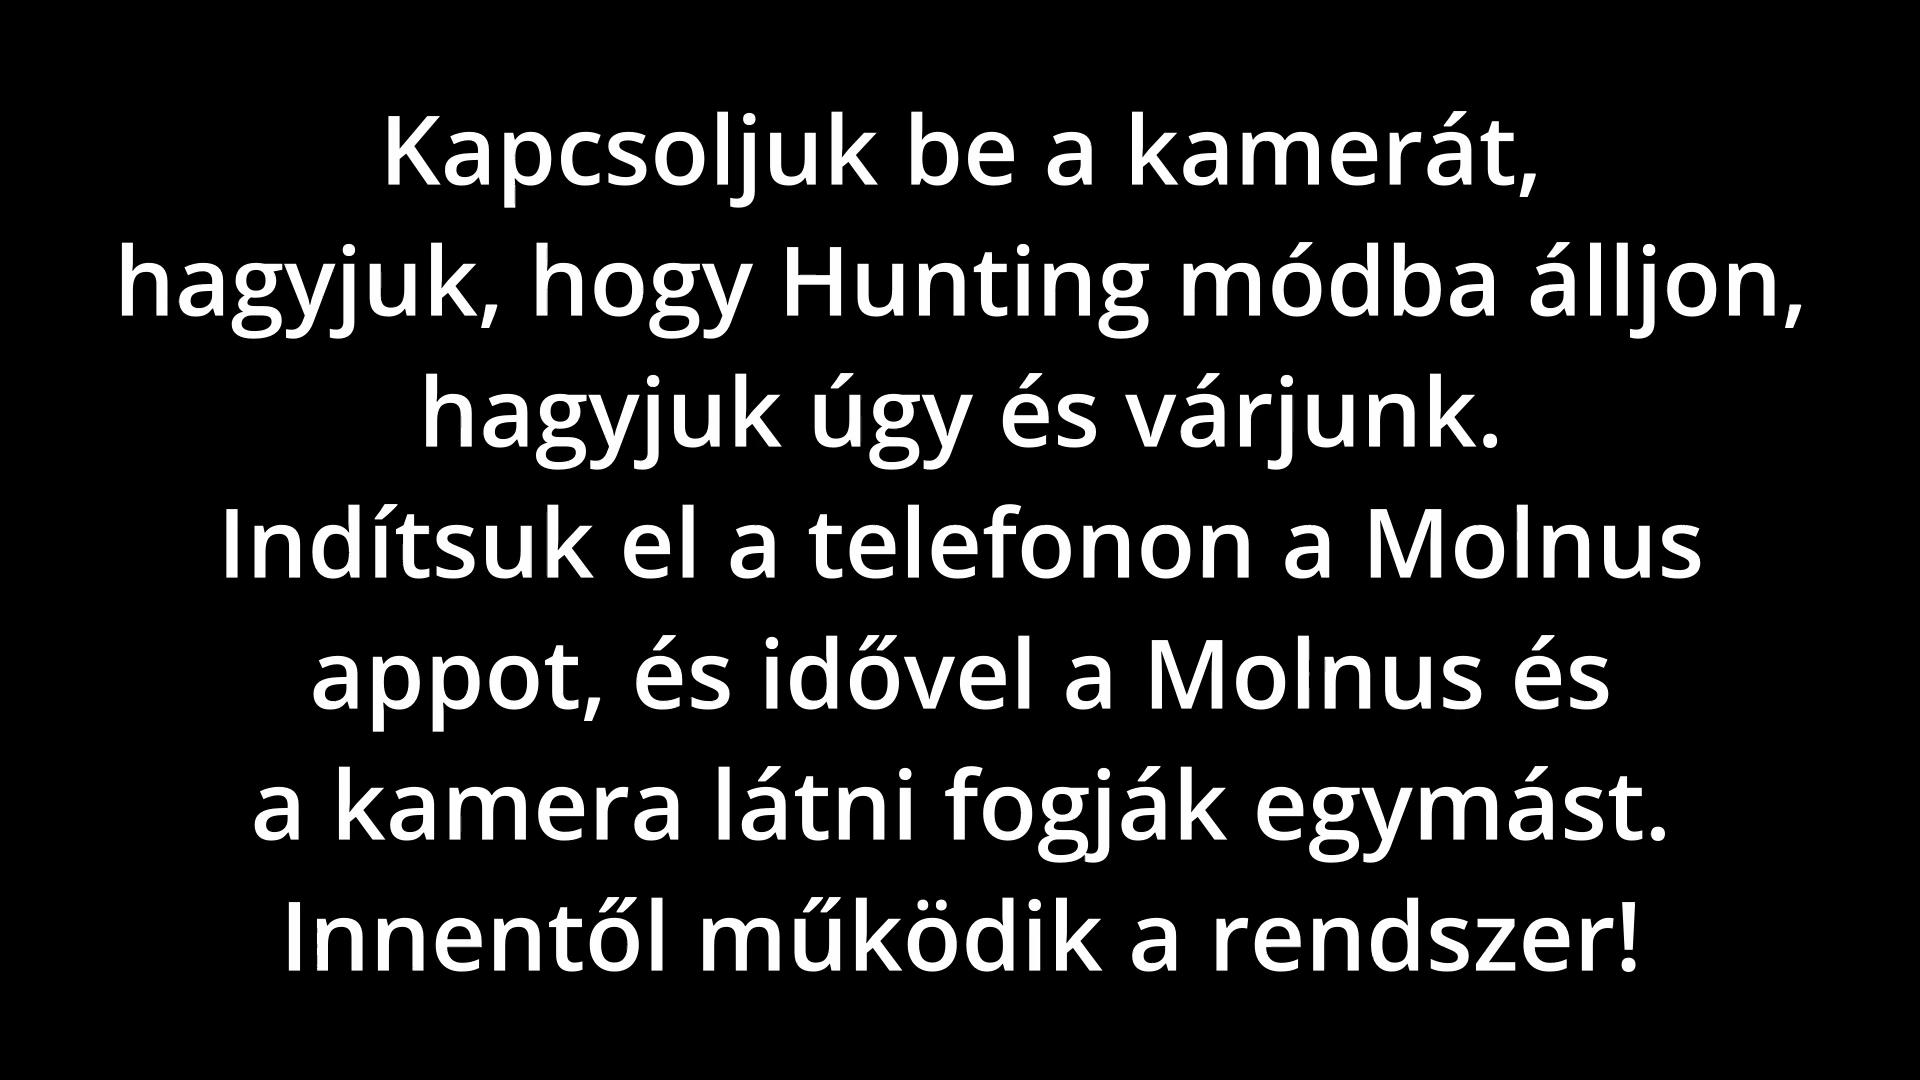 Kapcsoljuk be a kamerát,
hagyjuk, hogy Hunting módba álljon,
hagyjuk úgy és várjunk.
Indítsuk el a telefonon a Molnus
appot, és idővel a Molnus és
a kamera látni fogják egymást.
Innentől működik a rendszer!